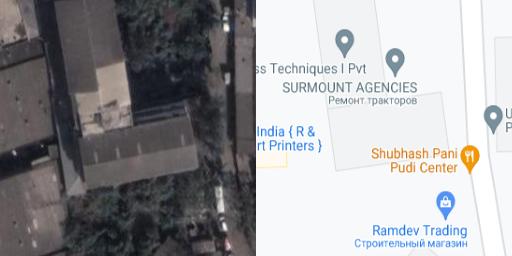 ss Techniques I Pvt
SURMOUNT AGENCIES
Ремонт тракторов
India { R &
rt Printers }
U
P
Shubhash Pani
Pudi Center
Ramdev Trading
Строительный магазин